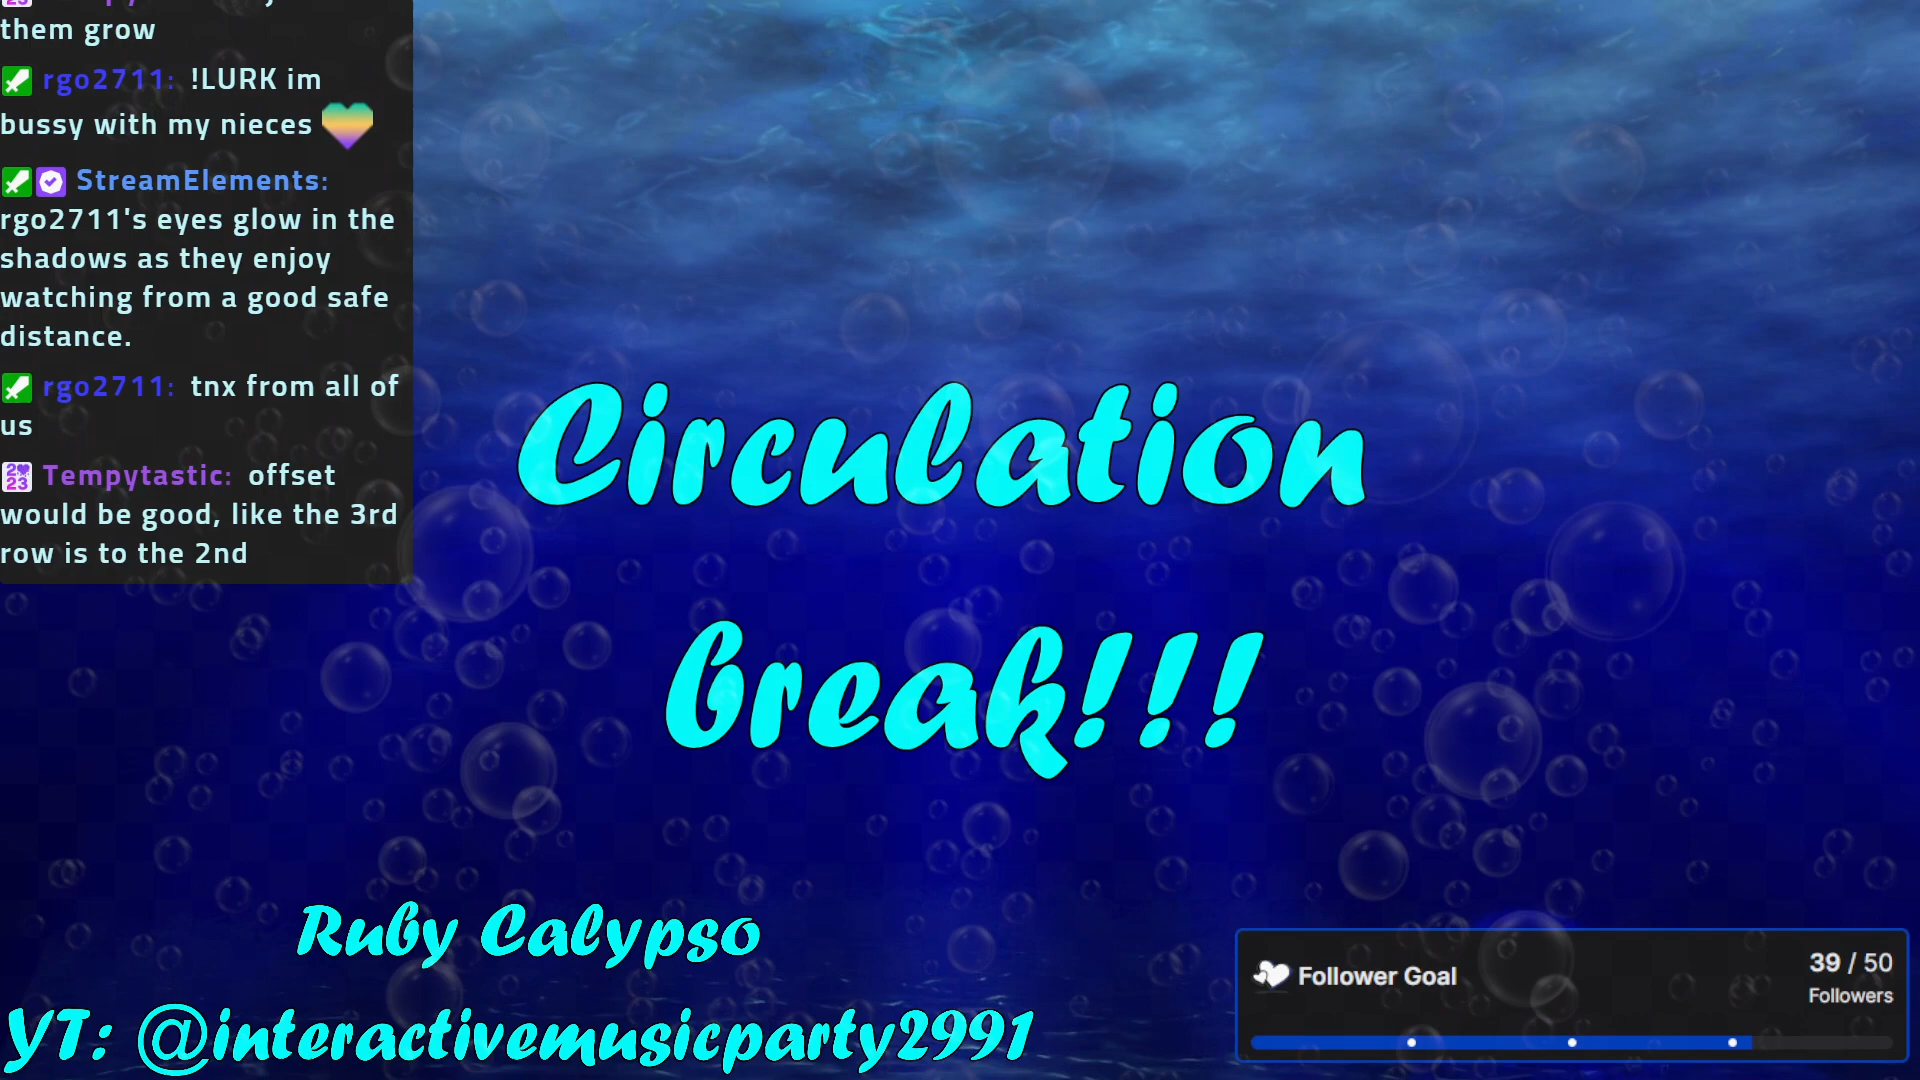 them grow
rgo2711: !LURK im
bussy with my nieces
StreamElements:
rgo2711's eyes glow in the
shadows as they enjoy
watching from a good safe
distance.
rgo2711: tnx from all of
us
2023 Tempytastic: offset
would be good, like the 3rd
row is to the 2nd
Circulation
break!!!
Ruby Calypso
YT: @interactivemusicparty2991
Follower Goal
39 / 50
Followers